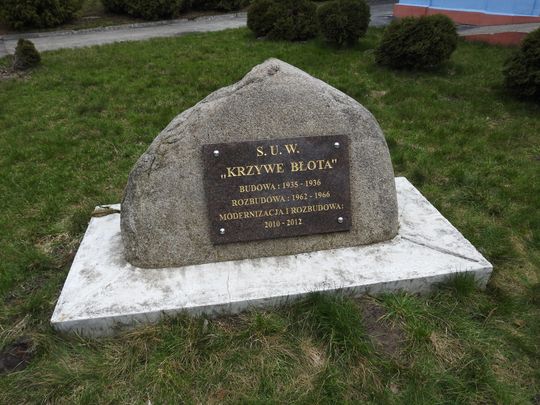 S. U. W.
„KRZYWE BŁOTA"
BUDOWA : 1935 - 1936
ROZBUDOWA : 1962 - 1966
MODERNIZACJA I ROZBUDOWA:
2010 - 2012